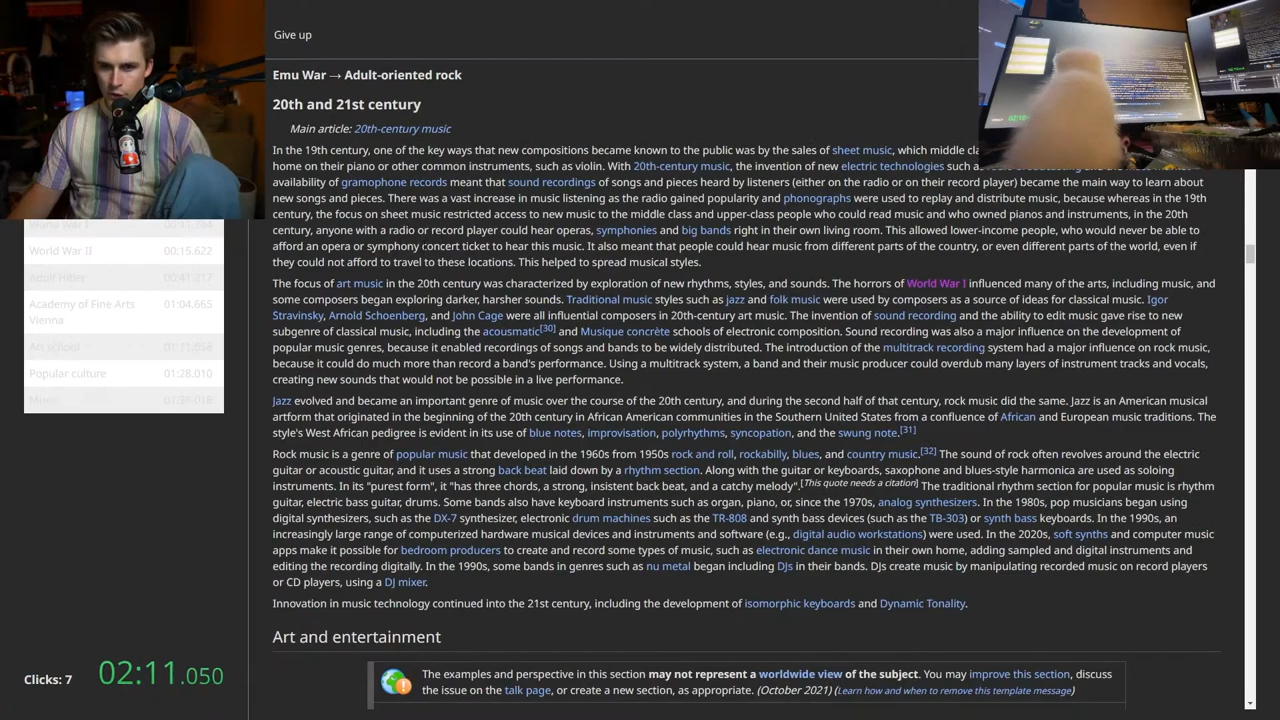 Give up
Emu War → Adult-oriented rock
20th and 21st century
Main article: 20th-century music
In the 19th century, one of the key ways that new compositions became known to the public was by the sales of sheet music, which middle
home on their piano or other common instruments, such as violin. With 20th-century music, the invention of new electric technologies such
availability of gramophone records meant that sound recordings of songs and pieces heard by listeners (either on the radio or on their record player) became the main way to learn about
new songs and pieces. There was a vast increase in music listening as the radio gained popularity and phonographs were used to replay and distribute music, because whereas in the 19th
century, the focus on sheet music restricted access to new music to the middle class and upper-class people who could read music and who owned pianos and instruments, in the 20th
century, anyone with a radio or record player could hear operas, symphonies and big bands right in their own living room. This allowed lower-income people, who would never be able to
afford an opera or symphony concert ticket to hear this music. It also meant that people could hear music from different parts of the country, or even different parts of the world, even if
they could not afford to travel to these locations. This helped to spread musical styles.
The focus of art music in the 20th century was characterized by exploration of new rhythms, styles, and sounds. The horrors of World War I influenced many of the arts, including music, and
some composers began exploring darker, harsher sounds. Traditional music styles such as jazz and folk music were used by composers as a source of ideas for classical music. Igor
Stravinsky, Arnold Schoenberg, and John Cage were all influential composers in 20th-century art music. The invention of sound recording and the ability to edit music gave rise to new
subgenre of classical music, including the acousmatic[30] and Musique concrète schools of electronic composition. Sound recording was also a major influence on the development of
popular music genres, because it enabled recordings of songs and bands to be widely distributed. The introduction of the multitrack recording system had a major influence on rock music,
because it could do much more than record a band's performance. Using a multitrack system, a band and their music producer could overdub many layers of instrument tracks and vocals,
creating new sounds that would not be possible in a live performance.
Jazz evolved and became an important genre of music over the course of the 20th century, and during the second half of that century, rock music did the same. Jazz is an American musical
artform that originated in the beginning of the 20th century in African American communities in the Southern United States from a confluence of African and European music traditions. The
style's West African pedigree is evident in its use of blue notes, improvisation, polyrhythms, syncopation, and the swung note.[31]
Rock music is a genre of popular music that developed in the 1960s from 1950s rock and roll, rockabilly, blues, and country music.[32] The sound of rock often revolves around the electric
guitar or acoustic guitar, and it uses a strong back beat laid down by a rhythm section. Along with the guitar or keyboards, saxophone and blues-style harmonica are used as soloing
instruments. In its "purest form", it "has three chords, a strong, insistent back beat, and a catchy melody".[This quote needs a citation] The traditional rhythm section for popular music is rhythm
guitar, electric bass guitar, drums. Some bands also have keyboard instruments such as organ, piano, or, since the 1970s, analog synthesizers. In the 1980s, pop musicians began using
digital synthesizers, such as the DX-7 synthesizer, electronic drum machines such as the TR-808 and synth bass devices (such as the TB-303) or synth bass keyboards. In the 1990s, an
increasingly large range of computerized hardware musical devices and instruments and software (e.g., digital audio workstations) were used. In the 2020s, soft synths and computer music
apps make it possible for bedroom producers to create and record some types of music, such as electronic dance music in their own home, adding sampled and digital instruments and
editing the recording digitally. In the 1990s, some bands in genres such as nu metal began including DJs in their bands. DJs create music by manipulating recorded music on record players
or CD players, using a DJ mixer.
Innovation in music technology continued into the 21st century, including the development of isomorphic keyboards and Dynamic Tonality.
Art and entertainment
The examples and perspective in this section may not represent a worldwide view of the subject. You may improve this section, discuss
the issue on the talk page, or create a new section, as appropriate. (October 2021) (Learn how and when to remove this template message)
World War I
World War II 00:15.622
Adolf Hitler 00:41.217
Academy of Fine Arts 01:04.665
Vienna
Art school 01:11.058
Popular culture 01:28.010
Music
Clicks: 7 02:11.050